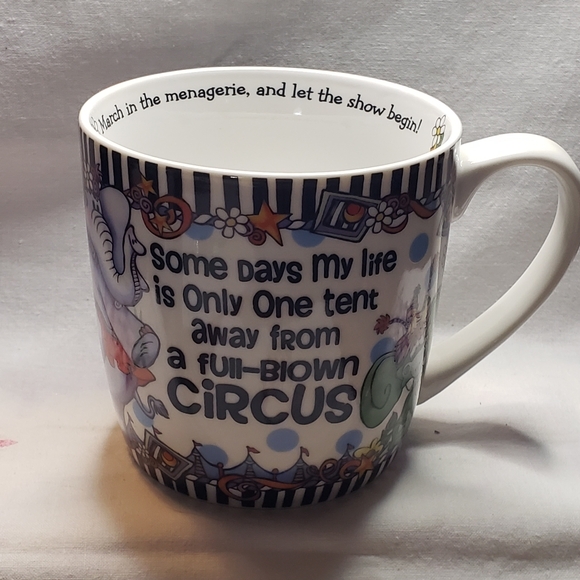 March in the menagerie, and let the show begin!
Some Days My life
is Only One tent
away from
a full-Blown
CiRCUS